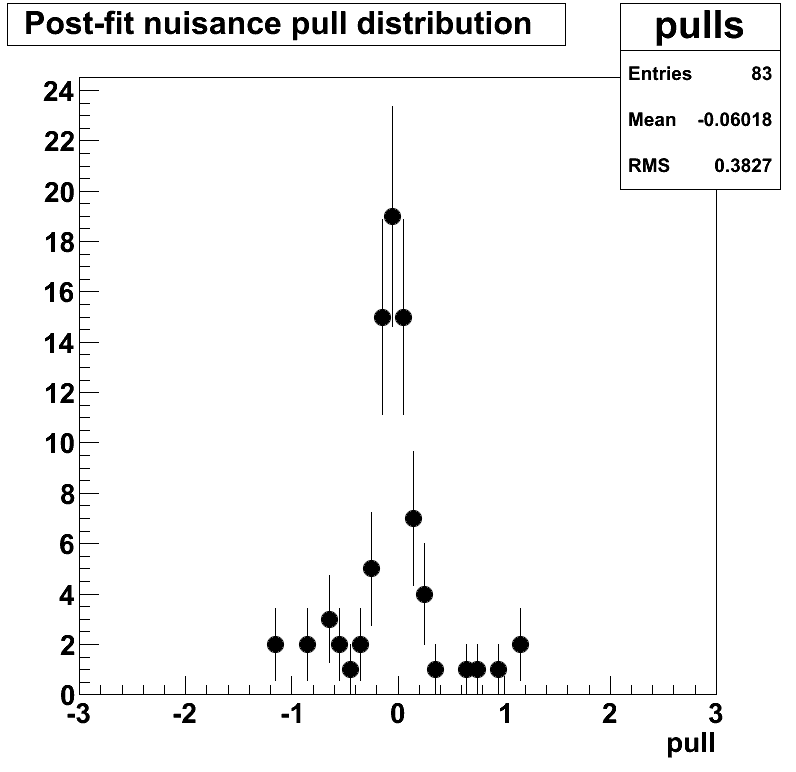 Post-fit nuisance pull distribution
pulls
Entries 83
Mean -0.06018
RMS 0.3827
24
22
20
18
16
14
12
10
8
6
4
2
0
-3 -2 -1 0 1 2 3
pull